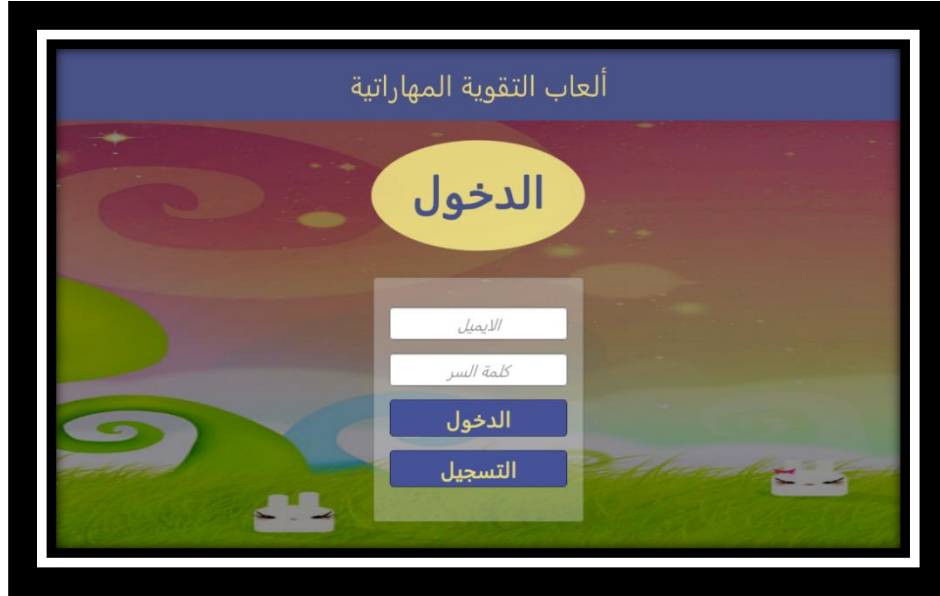 ألعاب التقوية المهاراتية
الدخول
الايميل
كلمة السر
الدخول
التسجيل